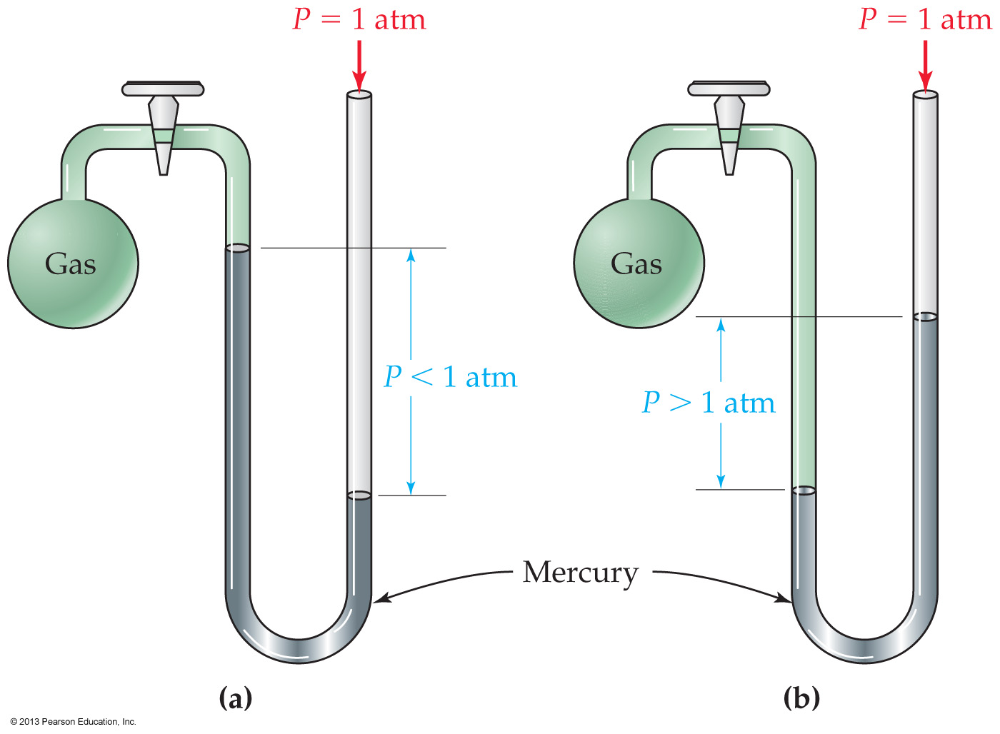 P = 1 atm
P = 1 atm
Gas
Gas
P < 1 atm
P > 1 atm
Mercury
(a)
(b)
© 2013 Pearson Education, Inc.